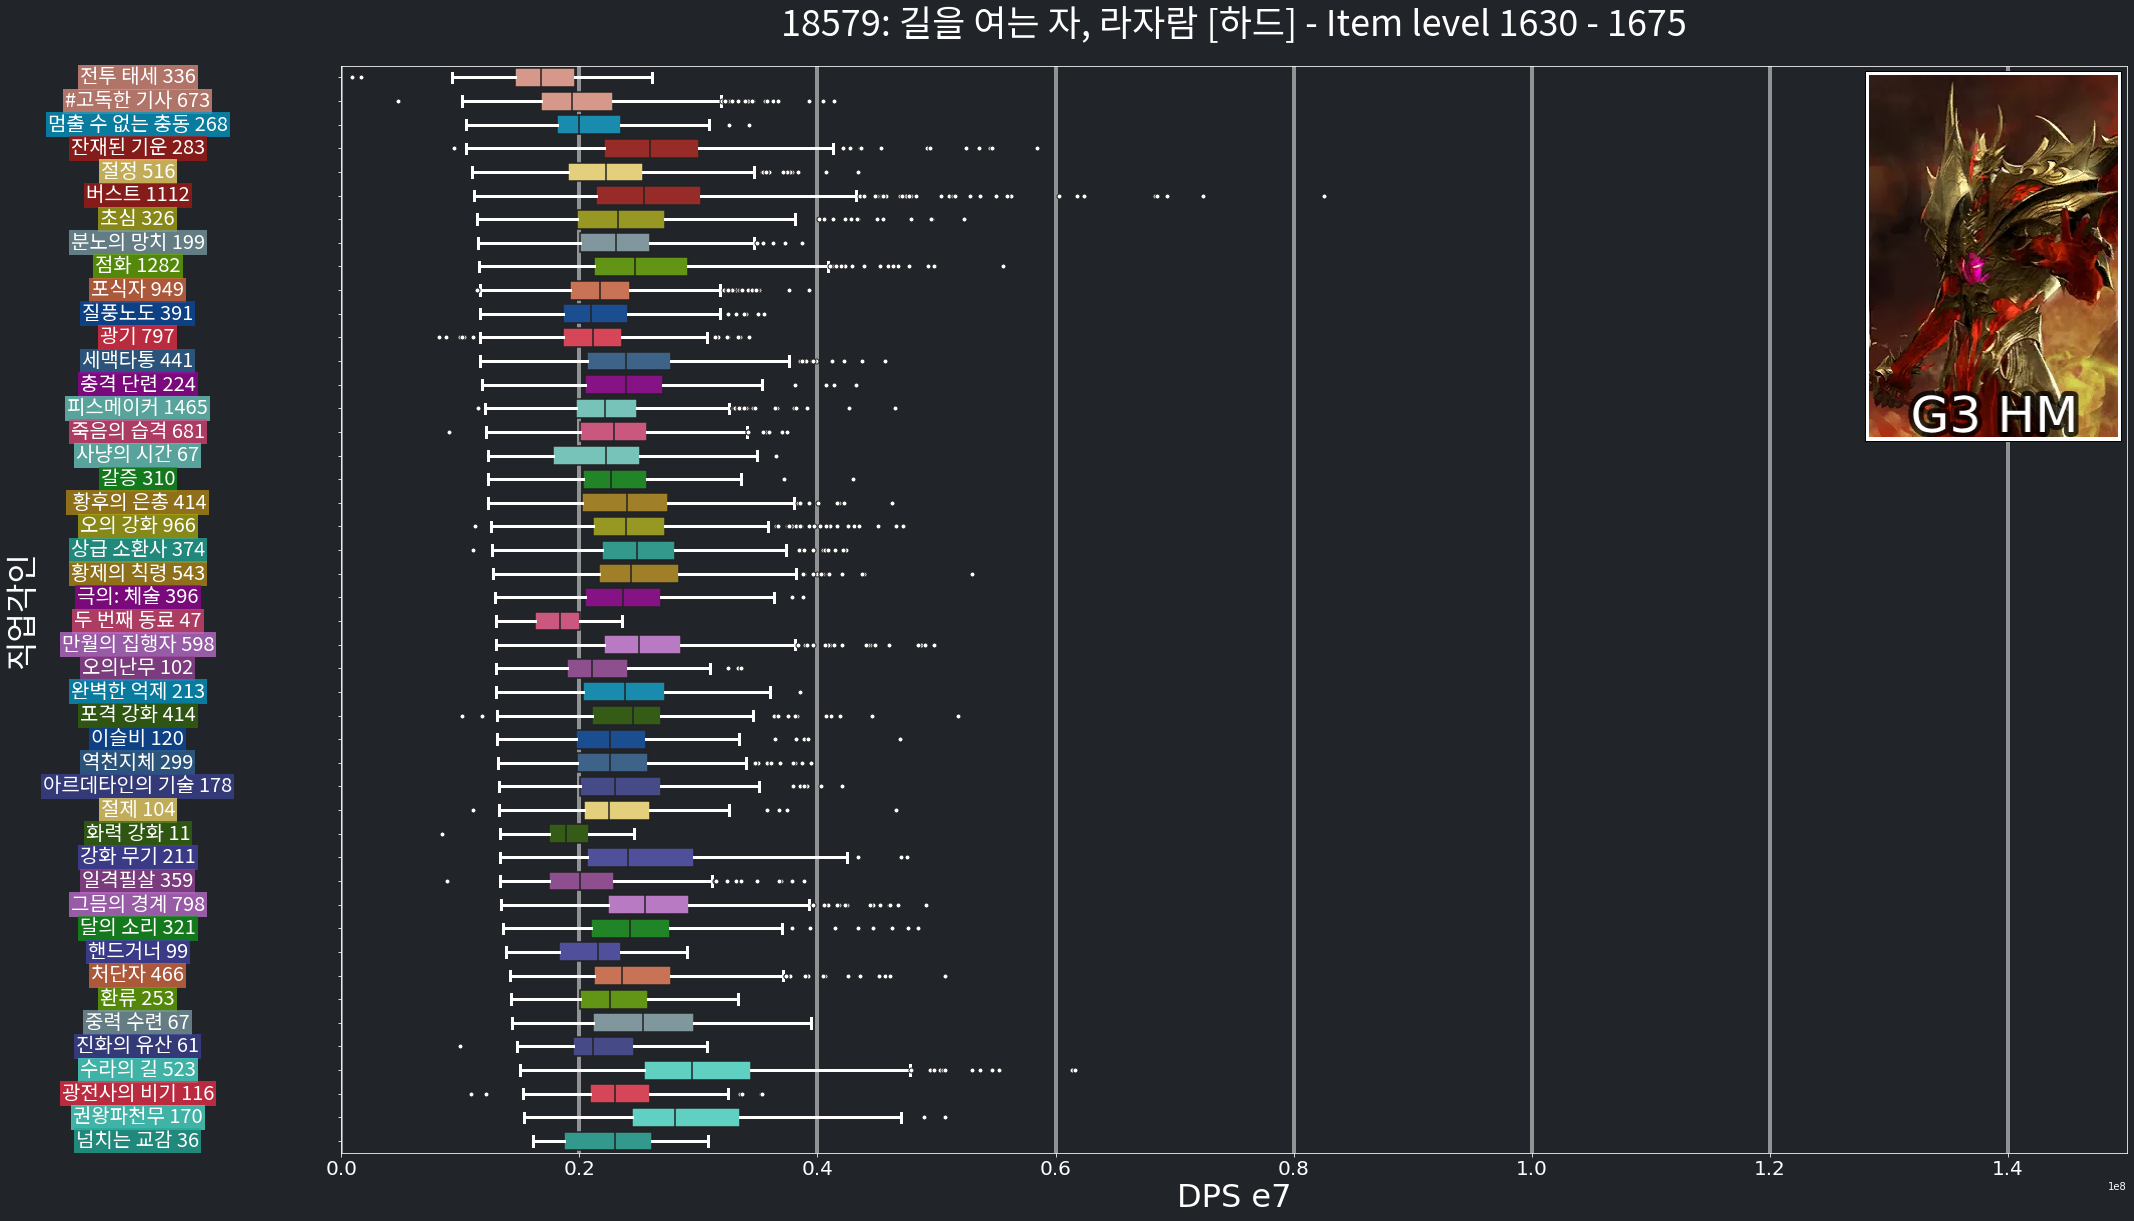 18579: 길을 여는 자, 라자람 [하드] - Item level 1630 - 1675
전투 태세 336
#고독한 기사 673
멈출 수 없는 충동 268
잔재된 기운 283
절정 516
버스트 1112
초심 326
분노의 망치 199
점화 1282
포식자 949
질풍노도 391
광기 797
세맥타통 441
충격 단련 224
피스메이커 1465
죽음의 습격 681
사냥의 시간 67
갈증 310
황후의 은총 414
오의 강화 966
상급 소환사 374
황제의 칙령 543
극의: 체술 396
두 번째 동료 47
만월의 집행자 598
오의난무 102
완벽한 억제 213
포격 강화 414
이슬비 120
역천지체 299
아르데타인의 기술 178
절제 104
화력 강화 11
강화 무기 211
일격필살 359
그믐의 경계 798
달의 소리 321
핸드거너 99
처단자 466
환류 253
중력 수련 67
진화의 유산 61
수라의 길 523
광전사의 비기 116
권왕파천무 170
넘치는 교감 36
직업각인
G3 HM
0.0 0.2 0.4 0.6 0.8 1.0 1.2 1.4
DPS e7
1e8